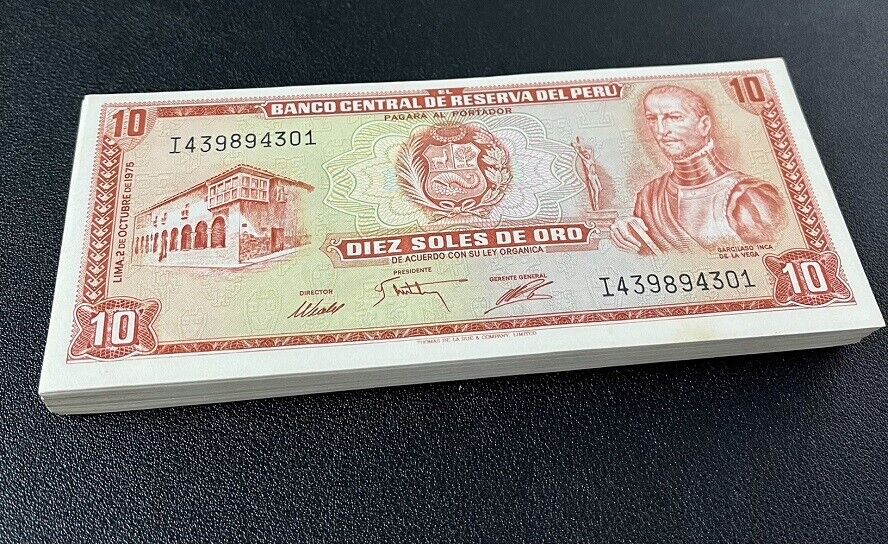 EL
BANCO CENTRAL DE RESERVA DEL PERU
PAGARA AL PORTADOR
10
10
I439894301
LIMA, 2 DE OCTUBRE DE 1975
DIEZ SOLES DE ORO
DE ACUERDO CON SU LEY ORGANICA
GARCILASO INCA
DE LA VEGA
DIRECTOR
PRESIDENTE
GERENTE GENERAL
I439894301
10
10
THOMAS DE LA RUE & COMPANY, LIMITED